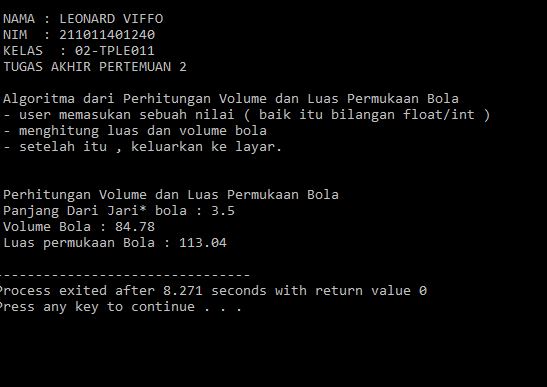 NAMA : LEONARD VIFFO
NIM  : 211011401240
KELAS  : 02-TPLE011
TUGAS AKHIR PERTEMUAN 2
Algoritma dari Perhitungan Volume dan Luas Permukaan Bola
- user memasukan sebuah nilai ( baik itu bilangan float/int )
- menghitung luas dan volume bola
- setelah itu , keluarkan ke layar.
Perhitungan Volume dan Luas Permukaan Bola
Panjang Dari Jari* bola : 3.5
Volume Bola : 84.78
Luas permukaan Bola : 113.04
--------------------------------
Process exited after 8.271 seconds with return value 0
Press any key to continue . . .